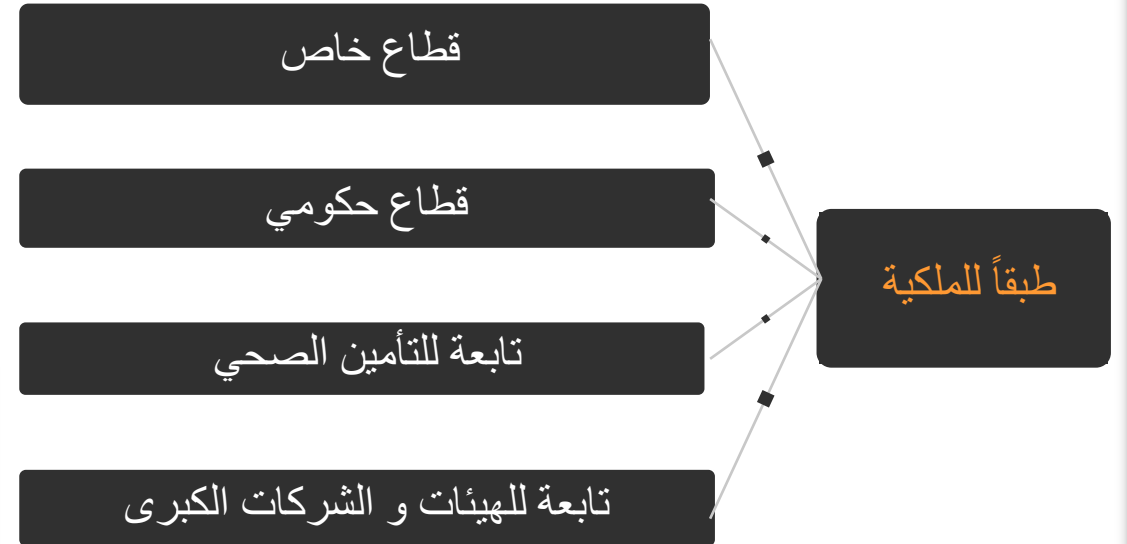 طبقاً للملكية
قطاع خاص
قطاع حكومي
تابعة للتأمين الصحي
تابعة للهيئات و الشركات الكبرى